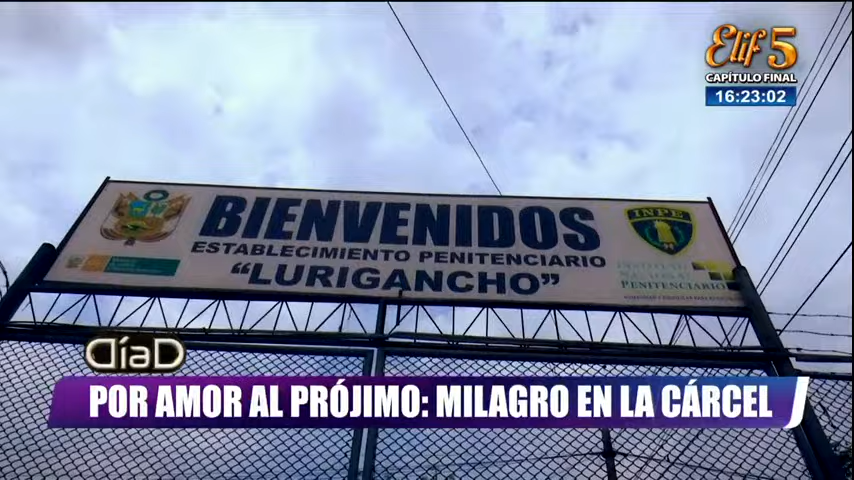 Elif 5
CAPÍTULO FINAL
16:23:02
BIENVENIDOS
ESTABLECIMIENTO PENITENCIARIO
"LURIGANCHO"
INPE
PENITENCIARIO
DíaD
POR AMOR AL PRÓJIMO: MILAGRO EN LA CÁRCEL